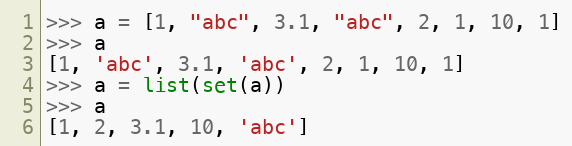 1 >>> a = [1, "abc", 3.1, "abc", 2, 1, 10, 1]
2 >>> a
3 [1, 'abc', 3.1, 'abc', 2, 1, 10, 1]
4 >>> a = list(set(a))
5 >>> a
6 [1, 2, 3.1, 10, 'abc']